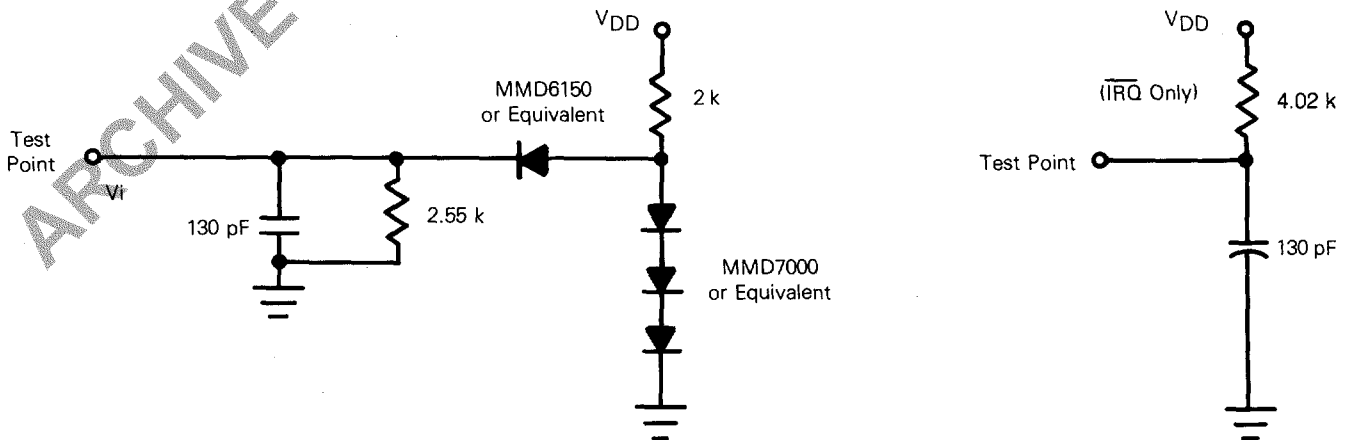 ARCHIVE
VDD
MMD6150
or Equivalent
2 k
Test
Point
Vi
130 pF
2.55 k
MMD7000
or Equivalent
VDD
(IRQ Only)
4.02 k
Test Point
130 pF